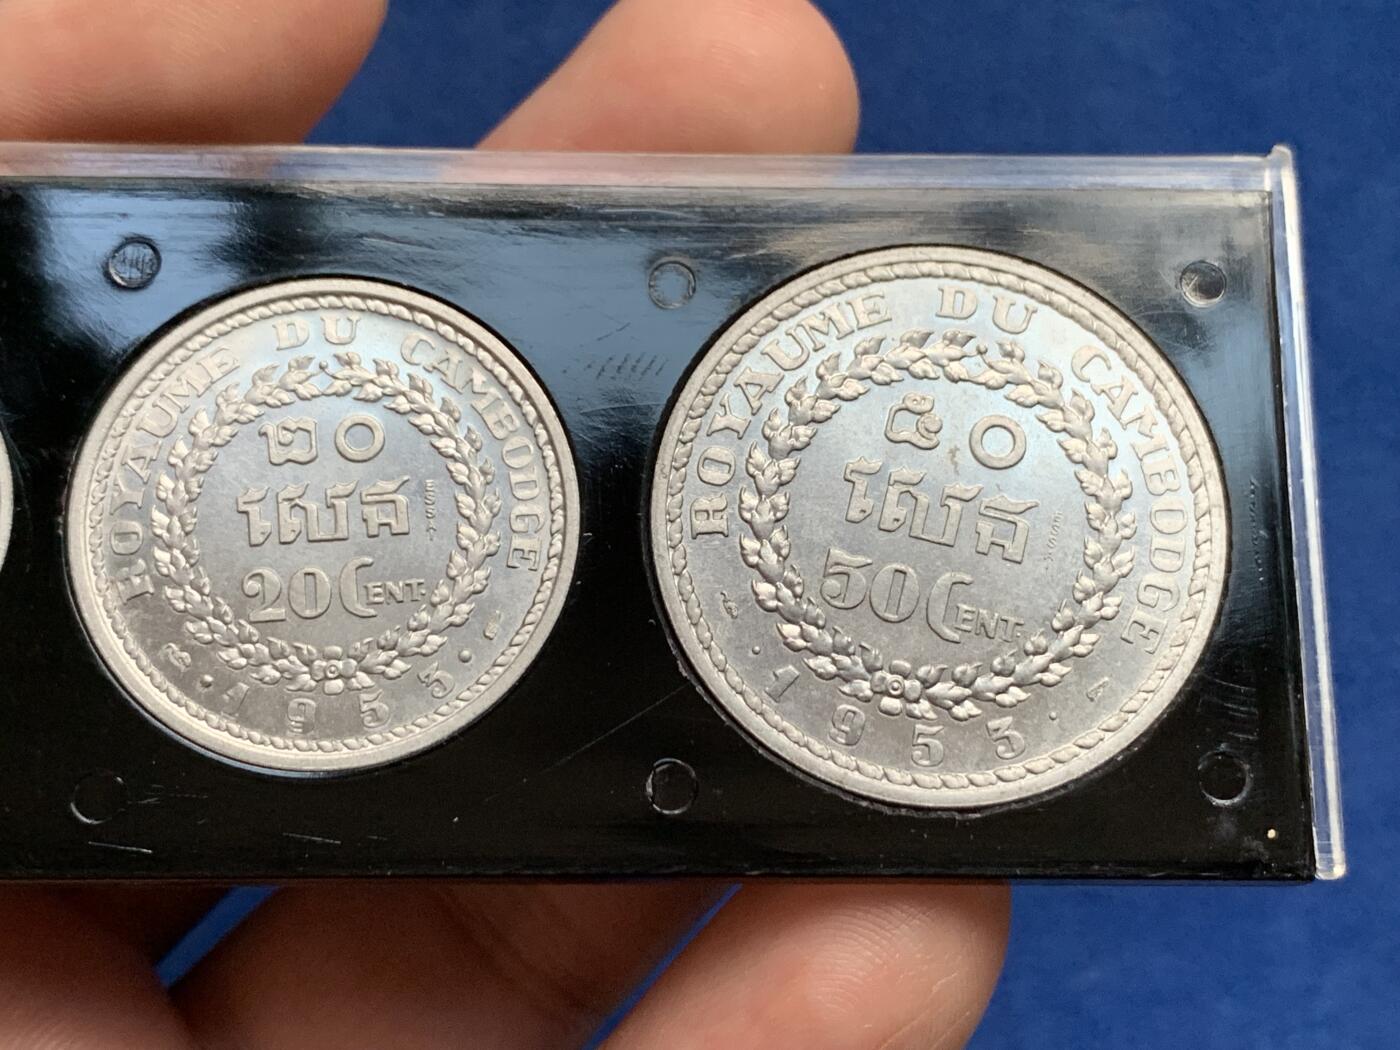 ROYAUME DU CAMBODGE
២០
សេន
20 CENT.
ESSAI
· 1953 ·
ROYAUME DU CAMBODGE
៥០
សេន
50 CENT.
ESSAI
· 1953 ·